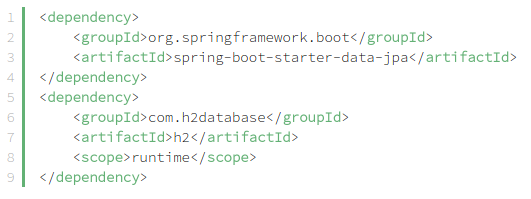 1 <dependency>
2     <groupId>org.springframework.boot</groupId>
3     <artifactId>spring-boot-starter-data-jpa</artifactId>
4 </dependency>
5 <dependency>
6     <groupId>com.h2database</groupId>
7     <artifactId>h2</artifactId>
8     <scope>runtime</scope>
9 </dependency>